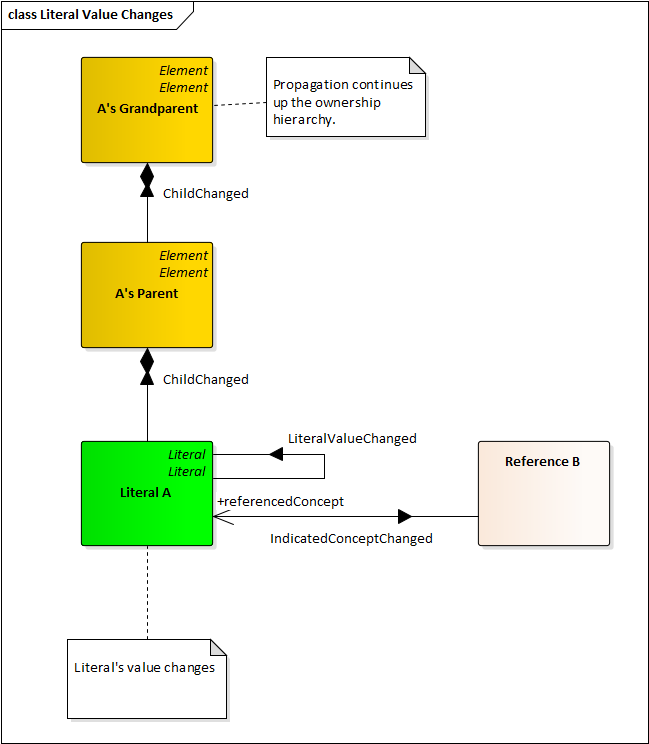 class Literal Value Changes
Element
Element
A's Grandparent
Propagation continues
up the ownership
hierarchy.
ChildChanged
Element
Element
A's Parent
ChildChanged
Literal
Literal
Literal A
LiteralValueChanged
Reference B
+referencedConcept
IndicatedConceptChanged
Literal's value changes